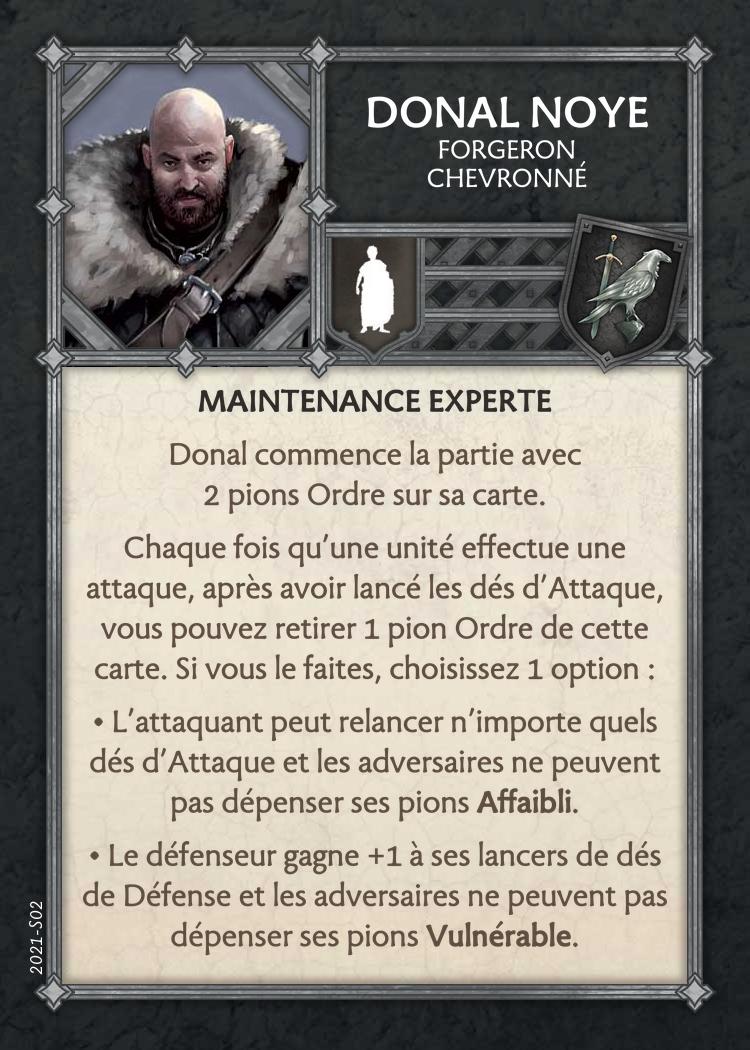 DONAL NOYE
FORGERON
CHEVRONNÉ
MAINTENANCE EXPERTE
Donal commence la partie avec
2 pions Ordre sur sa carte.
Chaque fois qu’une unité effectue une
attaque, après avoir lancé les dés d’Attaque,
vous pouvez retirer 1 pion Ordre de cette
carte. Si vous le faites, choisissez 1 option :
• L’attaquant peut relancer n’importe quels
dés d’Attaque et les adversaires ne peuvent
pas dépenser ses pions Affaibli.
• Le défenseur gagne +1 à ses lancers de dés
de Défense et les adversaires ne peuvent pas
dépenser ses pions Vulnérable.
2021-S02